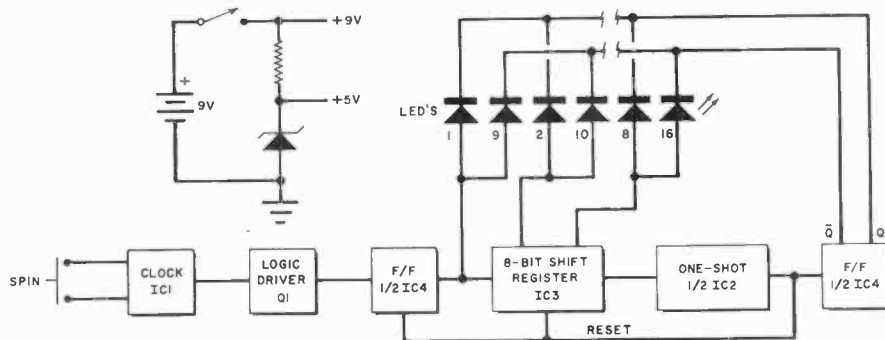 +9V
+
9V
+5V
LED'S
1
9
2
10
8
16
Q̄
Q
SPIN
CLOCK
IC1
LOGIC
DRIVER
Q1
F/F
1/2 IC4
8-BIT SHIFT
REGISTER
IC3
ONE-SHOT
1/2 IC2
F/F
1/2 IC4
RESET